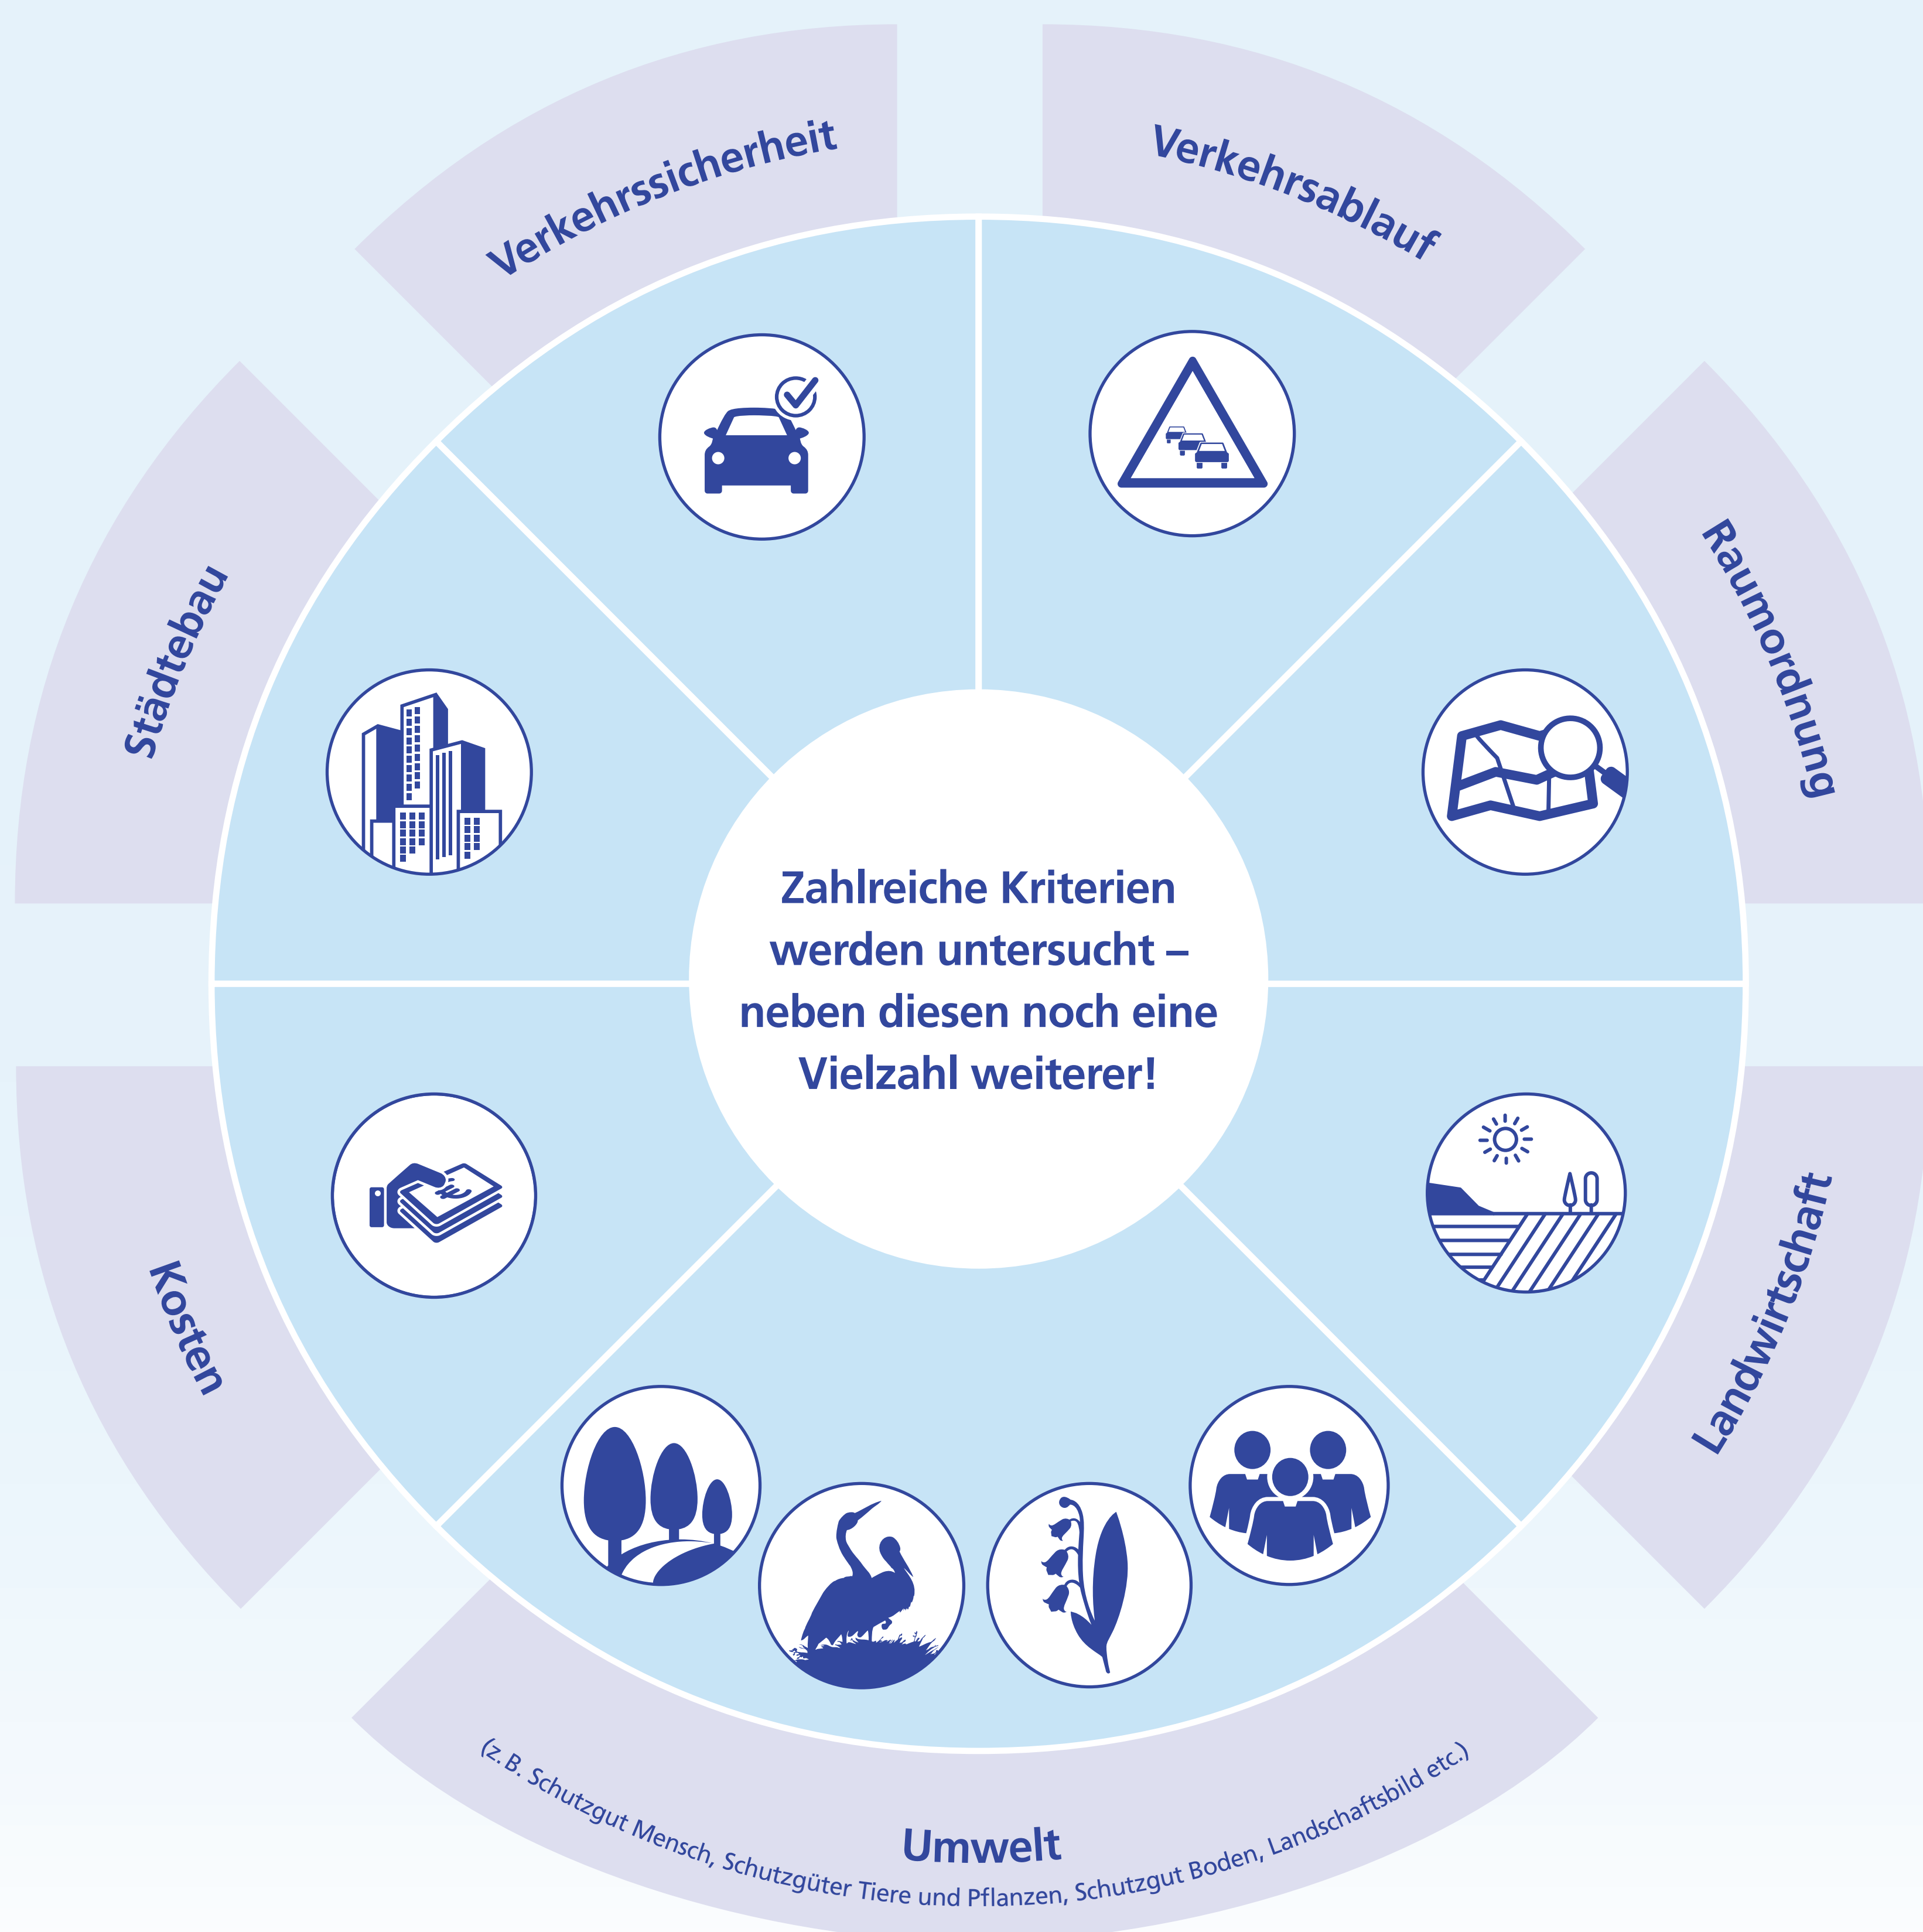 Verkehrssicherheit
Verkehrsablauf
Städtebau
Raumordnung
Zahlreiche Kriterien
werden untersucht –
neben diesen noch eine
Vielzahl weiterer!
Kosten
Landwirtschaft
Umwelt
(z. B. Schutzgut Mensch, Schutzgüter Tiere und Pflanzen, Schutzgut Boden, Landschaftsbild etc.)